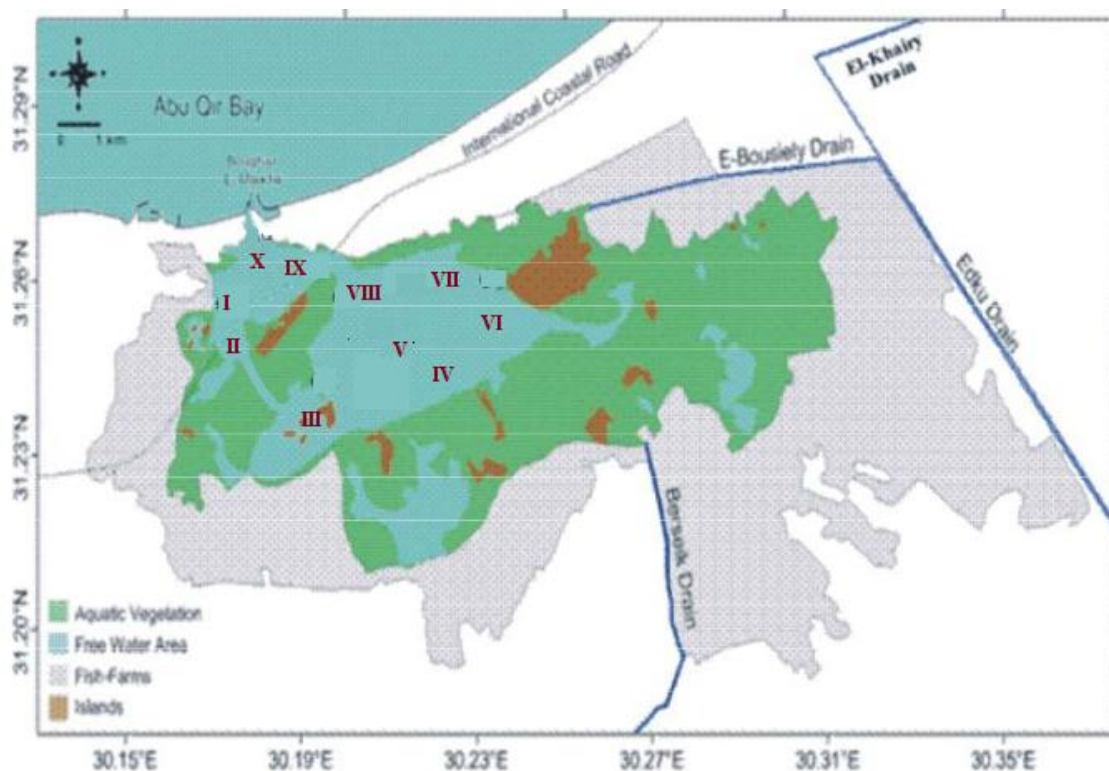 El-Khairy
Drain
31.29°N
Abu Qir Bay
International Coastal Road
0 1 km
E-Bousiely Drain
31.26°N
X
IX
VII
VIII
I
VI
Edku Drain
II
V
IV
III
31.23°N
Berseik Drain
31.20°N
Aquatic Vegetation
Free Water Area
Fish-Farms
Islands
30.15°E
30.19°E
30.23°E
30.27°E
30.31°E
30.35°E